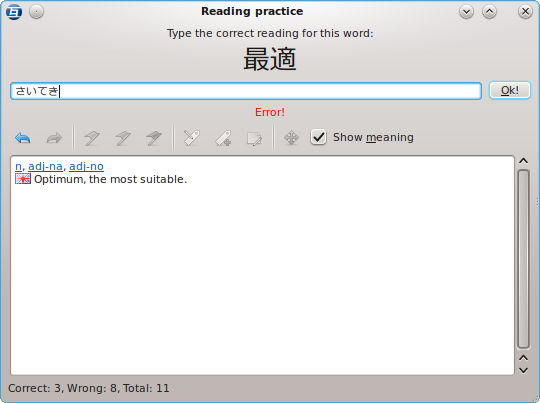 Reading practice
Type the correct reading for this word:
最適
さいてき
Ok!
Error!
Show meaning
n, adj-na, adj-no
Optimum, the most suitable.
Correct: 3, Wrong: 8, Total: 11